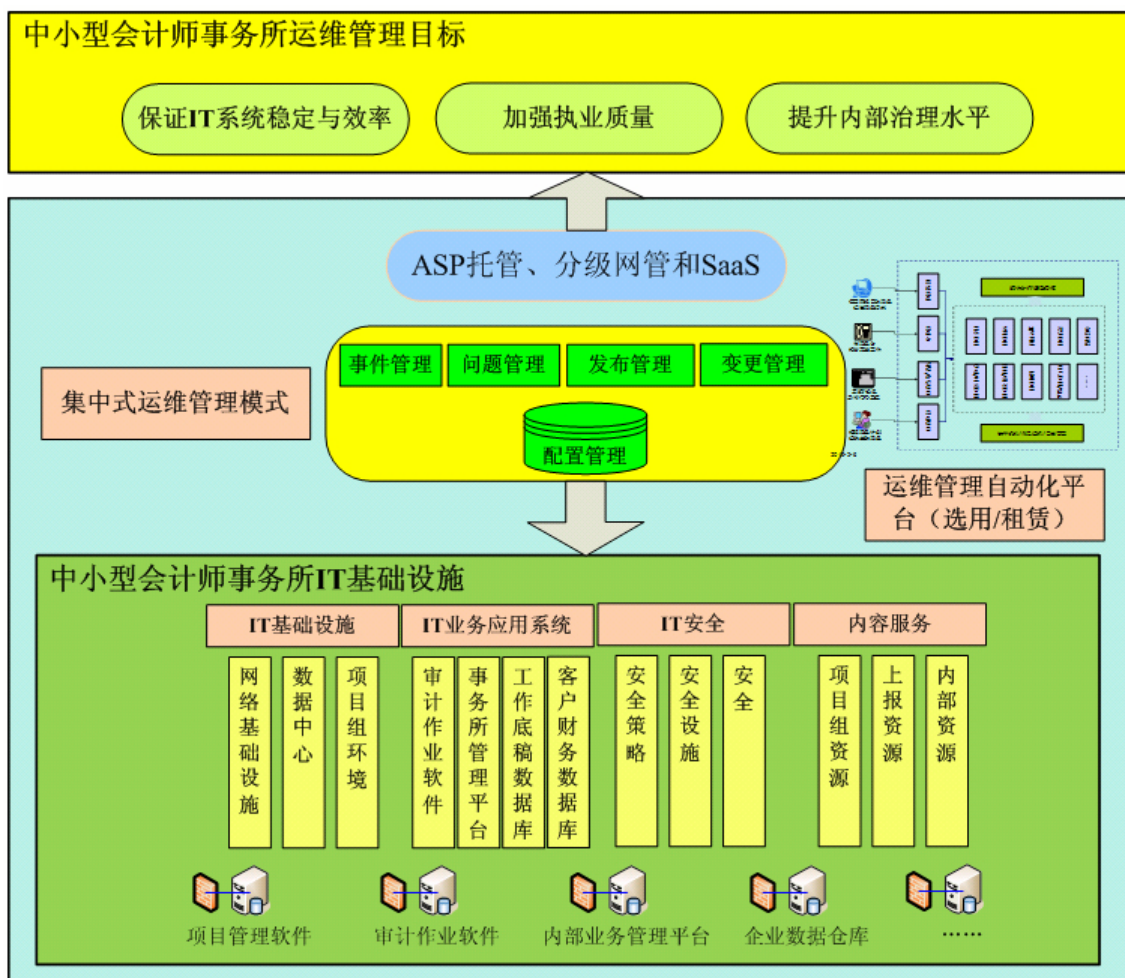 中小型会计师事务所运维管理目标
保证IT系统稳定与效率
加强执业质量
提升内部治理水平
ASP托管、分级网管和SaaS
事件管理
问题管理
发布管理
变更管理
集中式运维管理模式
配置管理
运维管理自动化平
台（选用/租赁）
中小型会计师事务所IT基础设施
IT基础设施
IT业务应用系统
IT安全
内容服务
网络基础设施
数据中心
项目组环境
审计作业软件
事务所管理平台
工作底稿数据库
客户财务数据库
安全策略
安全设施
安全
项目组资源
上报资源
内部资源
项目管理软件
审计作业软件
内部业务管理平台
企业数据仓库
……